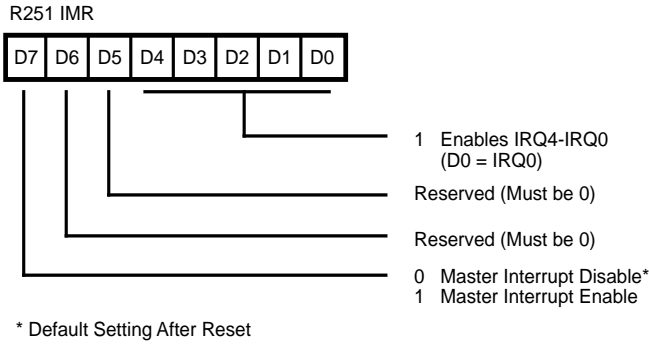 R251 IMR
D7 D6 D5 D4 D3 D2 D1 D0
1 Enables IRQ4-IRQ0
(D0 = IRQ0)
Reserved (Must be 0)
Reserved (Must be 0)
0 Master Interrupt Disable*
1 Master Interrupt Enable
* Default Setting After Reset